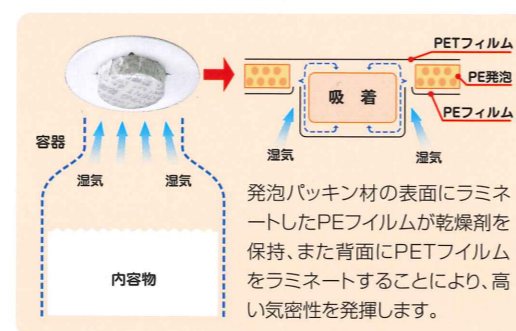 PETフィルム
PE発泡
PEフィルム
吸着
湿気
湿気
容器
湿気
湿気
内容物
発泡パッキン材の表面にラミネ
ートしたPEフイルムが乾燥剤を
保持、また背面にPETフイルム
をラミネートすることにより、高
い気密性を発揮します。